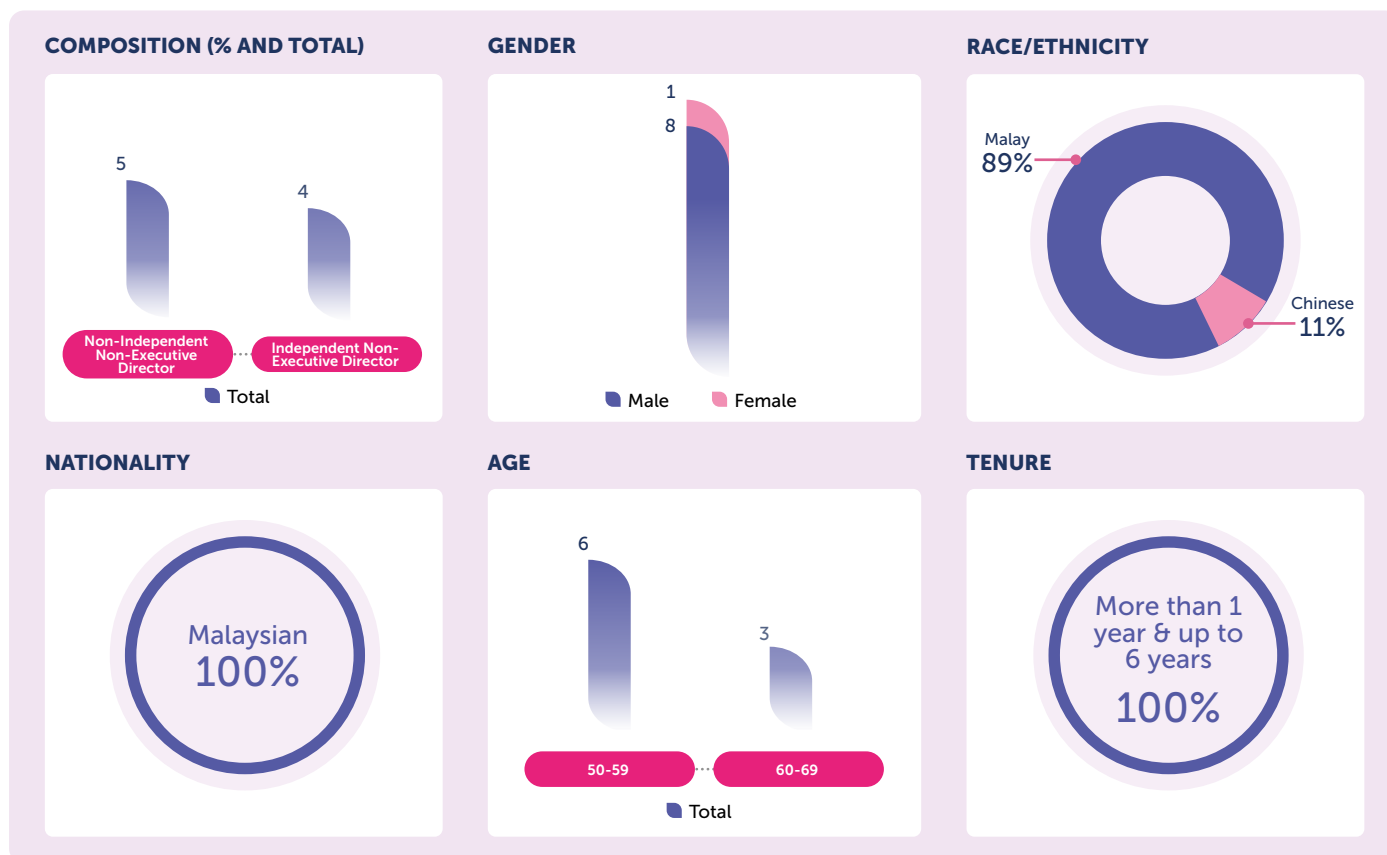 COMPOSITION (% AND TOTAL)
5
4
Non-Independent
Non-Executive
Director
Independent Non-
Executive Director
Total
GENDER
1
8
Male
Female
RACE/ETHNICITY
Malay
89%
Chinese
11%
NATIONALITY
Malaysian
100%
AGE
6
3
50-59
60-69
Total
TENURE
More than 1
year & up to
6 years
100%